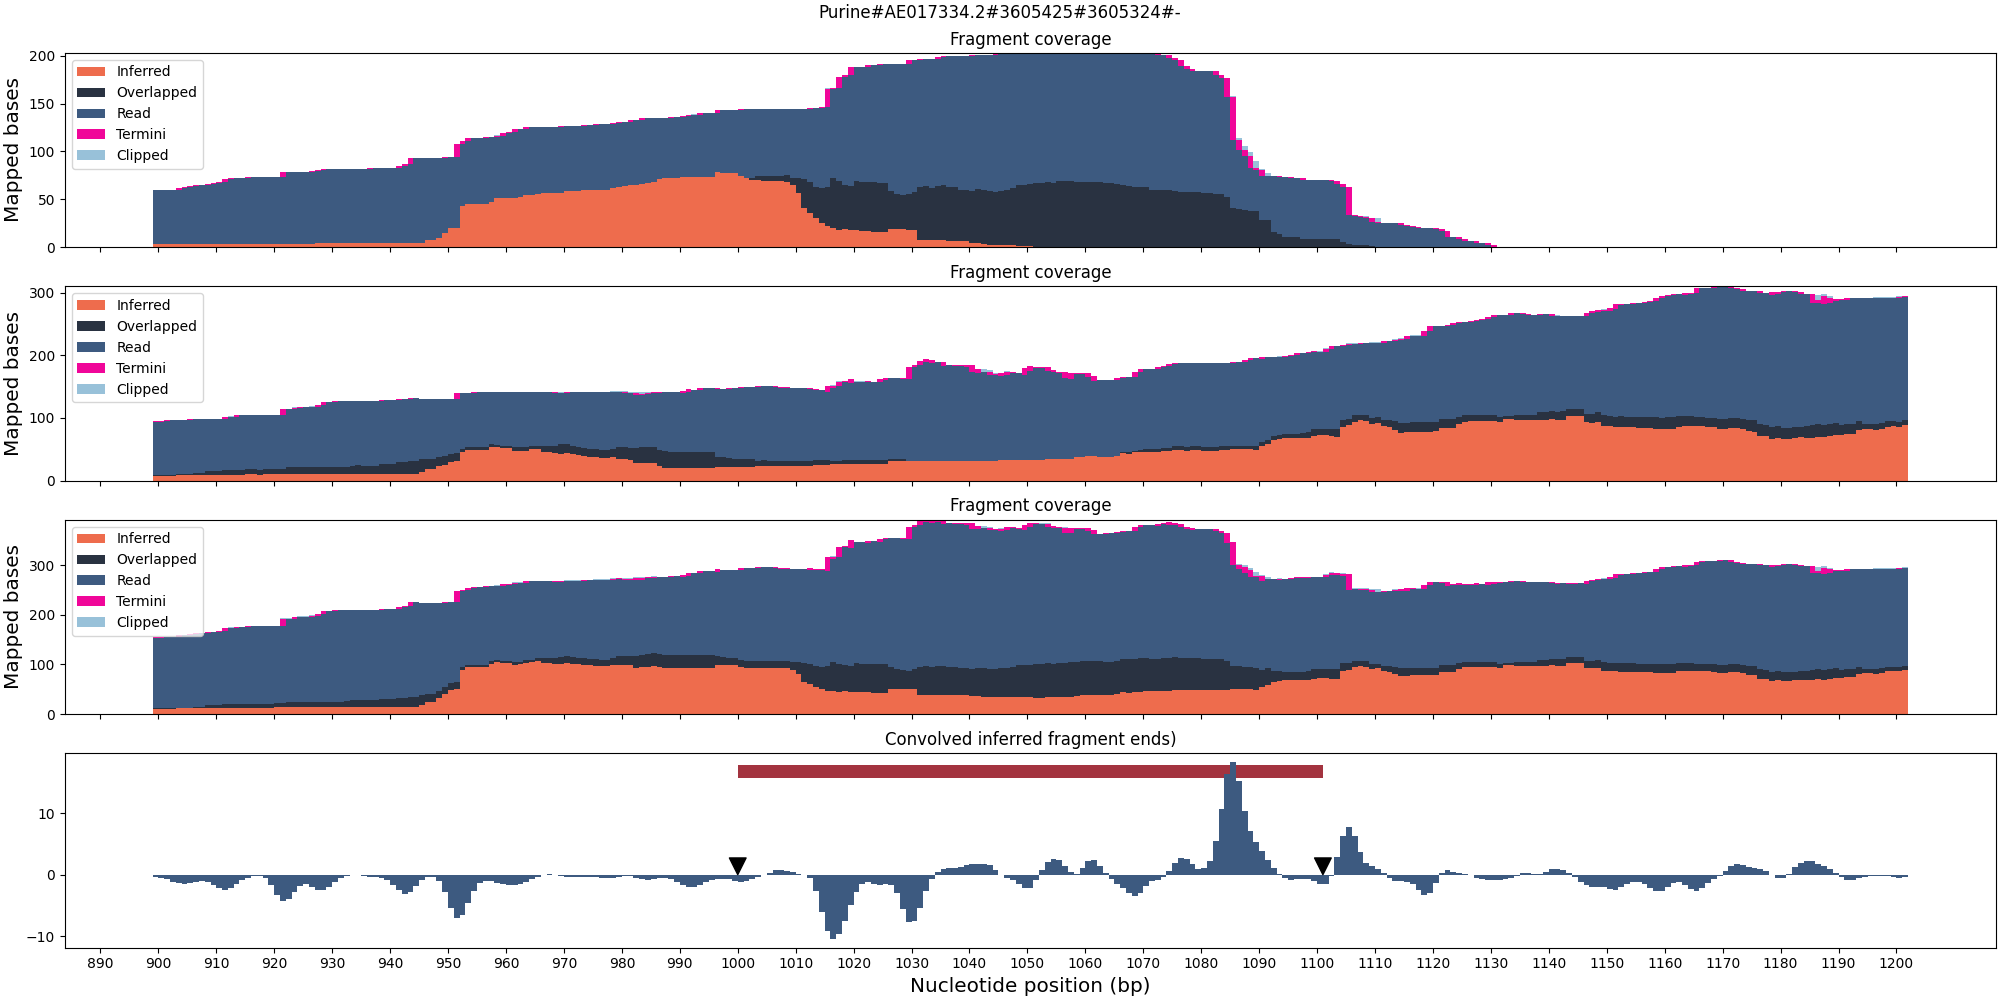 Purine#AE017334.2#3605425#3605324#-
Fragment coverage
Mapped bases
200
150
100
50
0
Inferred
Overlapped
Read
Termini
Clipped
Fragment coverage
Mapped bases
300
200
100
0
Inferred
Overlapped
Read
Termini
Clipped
Fragment coverage
Mapped bases
300
200
100
0
Inferred
Overlapped
Read
Termini
Clipped
Convolved inferred fragment ends)
10
0
−10
890 900 910 920 930 940 950 960 970 980 990 1000 1010 1020 1030 1040 1050 1060 1070 1080 1090 1100 1110 1120 1130 1140 1150 1160 1170 1180 1190 1200
Nucleotide position (bp)